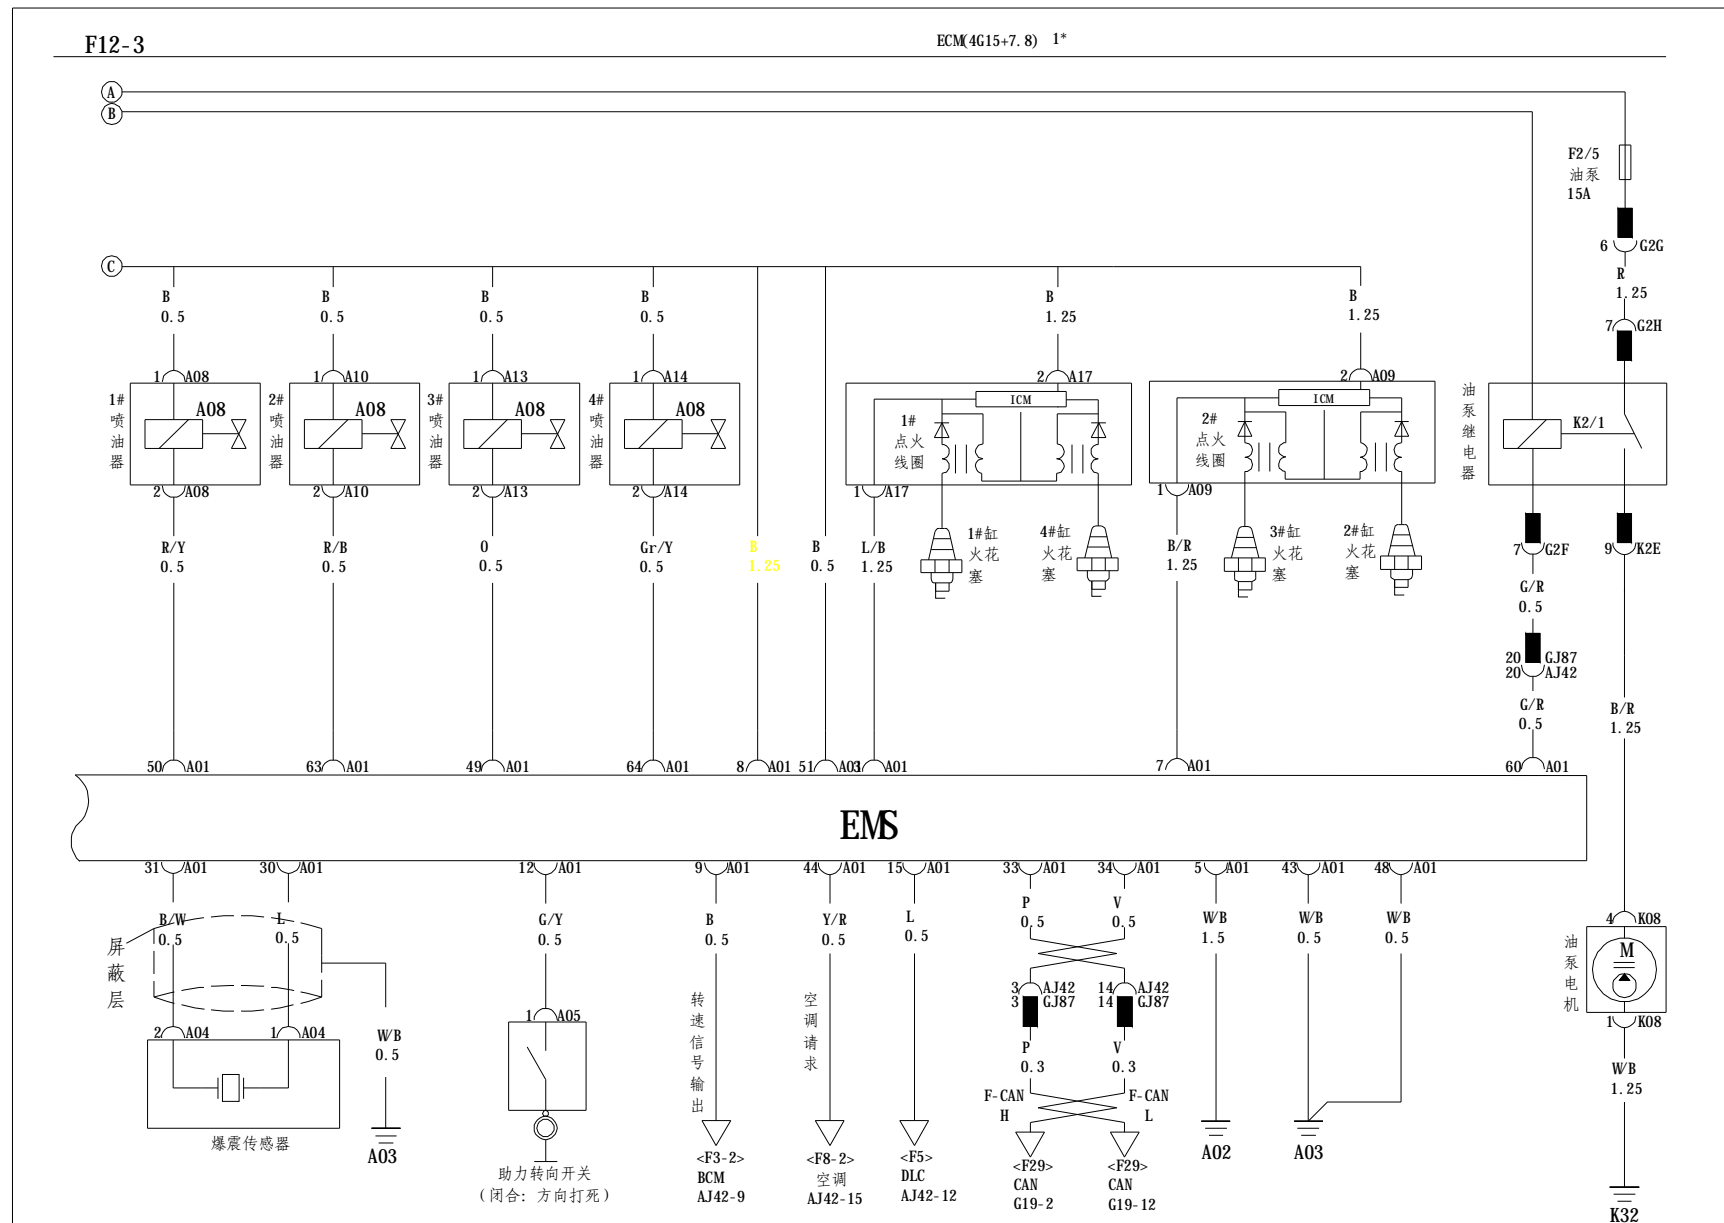 F12-3
ECM(4G15+7.8) 1*
A
B
F2/5
油泵
15A
6 G2G
R
1.25
7 G2H
C
B
0.5
B
0.5
B
0.5
B
0.5
B
1.25
B
1.25
1 A08
1 A10
1 A13
1 A14
2 A17
2 A09
1#
喷油器
A08
2#
喷油器
A08
3#
喷油器
A08
4#
喷油器
A08
ICM
1#
点火
线圈
ICM
2#
点火
线圈
油泵继电器
K2/1
2 A08
2 A10
2 A13
2 A14
1 A17
1 A09
R/Y
0.5
R/B
0.5
O
0.5
Gr/Y
0.5
B
1.25
B
0.5
L/B
1.25
1#缸
火花
塞
4#缸
火花
塞
B/R
1.25
3#缸
火花
塞
2#缸
火花
塞
7 G2F
9 K2E
G/R
0.5
20 GJ87
20 AJ42
G/R
0.5
B/R
1.25
50 A01
63 A01
49 A01
64 A01
8 A01
51 A01
3 A01
7 A01
60 A01
EMS
31 A01
30 A01
12 A01
9 A01
44 A01
15 A01
33 A01
34 A01
5 A01
43 A01
48 A01
B/W
0.5
L
0.5
G/Y
0.5
B
0.5
Y/R
0.5
L
0.5
P
0.5
V
0.5
W/B
1.5
W/B
0.5
W/B
0.5
4 K08
屏蔽层
油泵电机
M
3 AJ42
3 GJ87
14 AJ42
14 GJ87
转速信号输出
空调请求
2 A04
1 A04
W/B
0.5
1 A05
1 K08
P
0.3
V
0.3
W/B
1.25
F-CAN
H
F-CAN
L
爆震传感器
A03
助力转向开关
(闭合：方向打死)
<F3-2>
BCM
AJ42-9
<F8-2>
空调
AJ42-15
<F5>
DLC
AJ42-12
<F29>
CAN
G19-2
<F29>
CAN
G19-12
A02
A03
K32